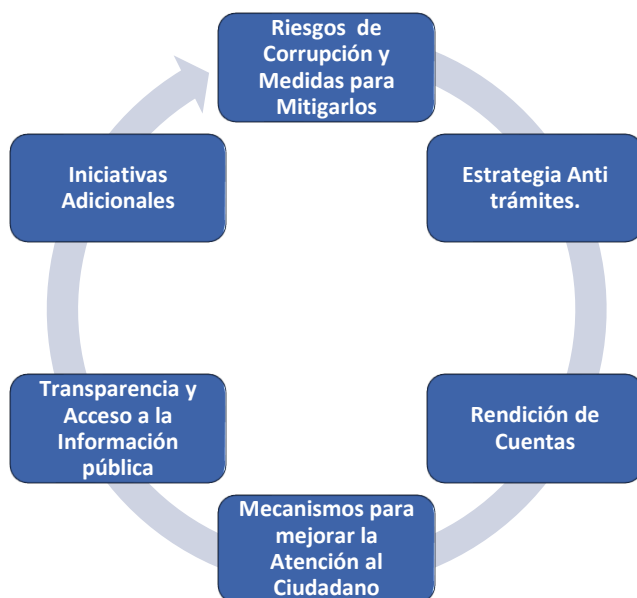 Riesgos de
Corrupción y
Medidas para
Mitigarlos
Estrategia Anti
trámites.
Rendición de
Cuentas
Mecanismos para
mejorar la
Atención al
Ciudadano
Transparencia y
Acceso a la
Información
pública
Iniciativas
Adicionales